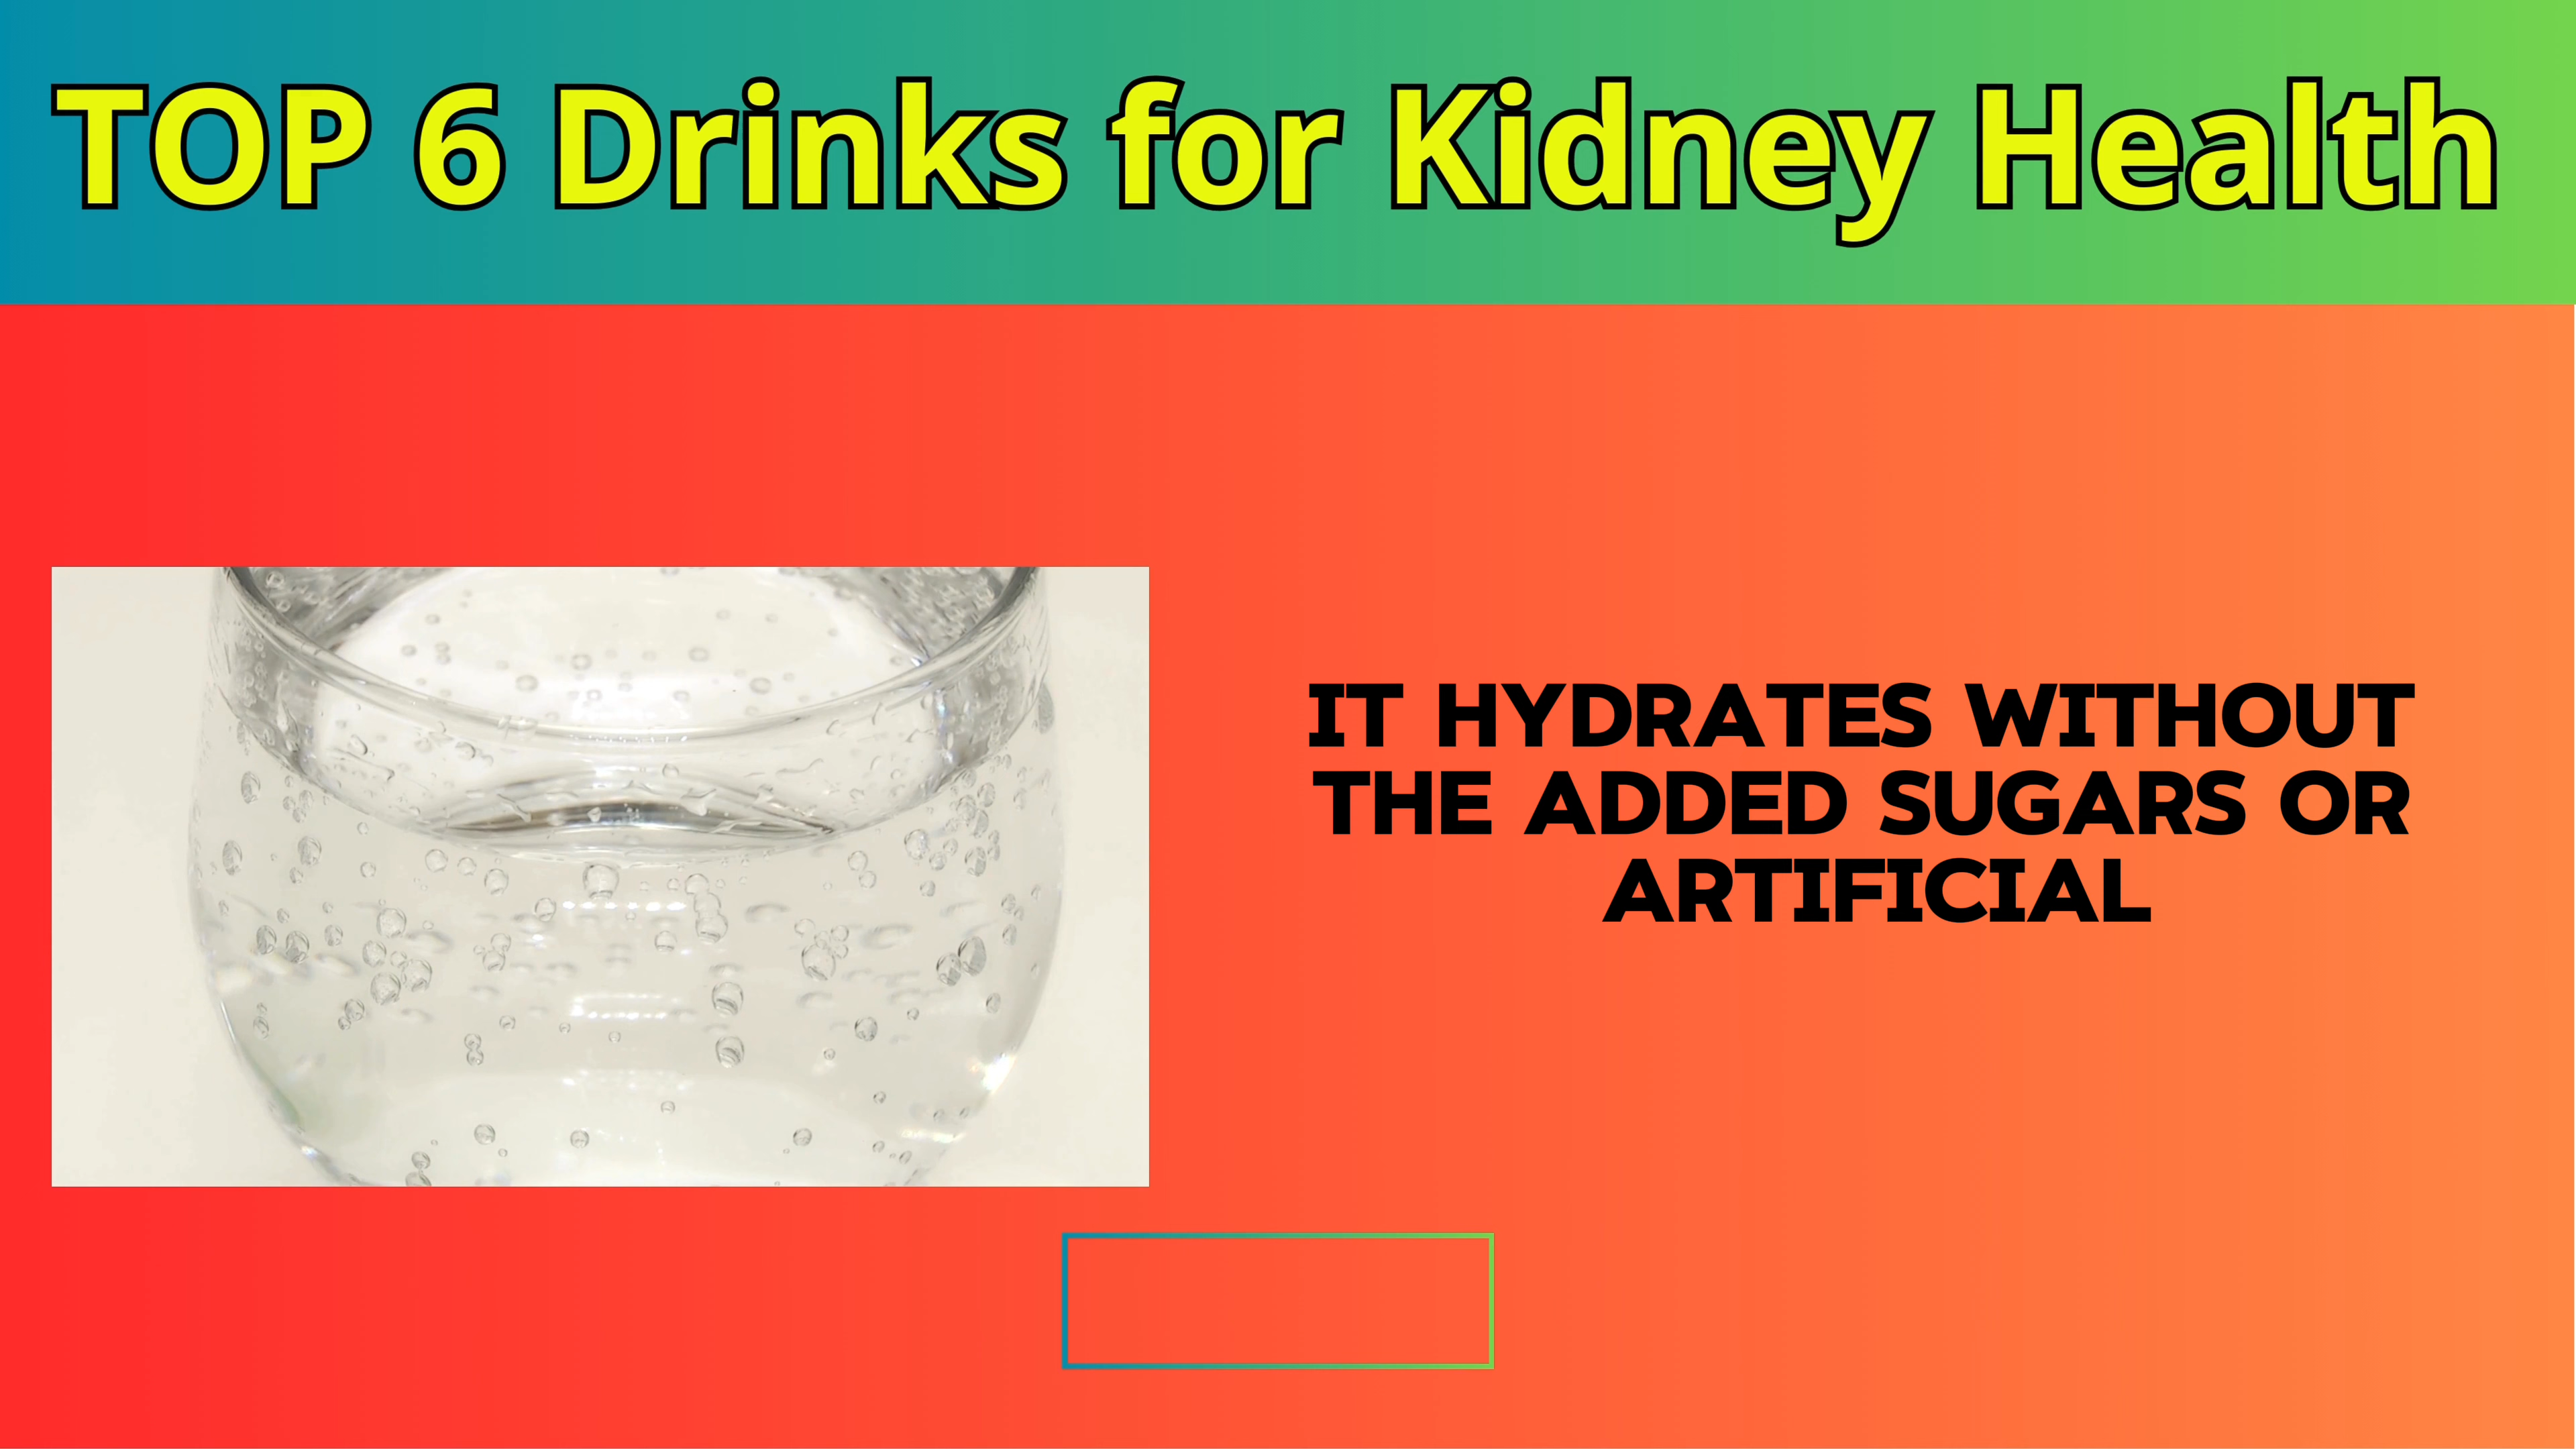 TOP 6 Drinks for Kidney Health
IT HYDRATES WITHOUT
THE ADDED SUGARS OR
ARTIFICIAL